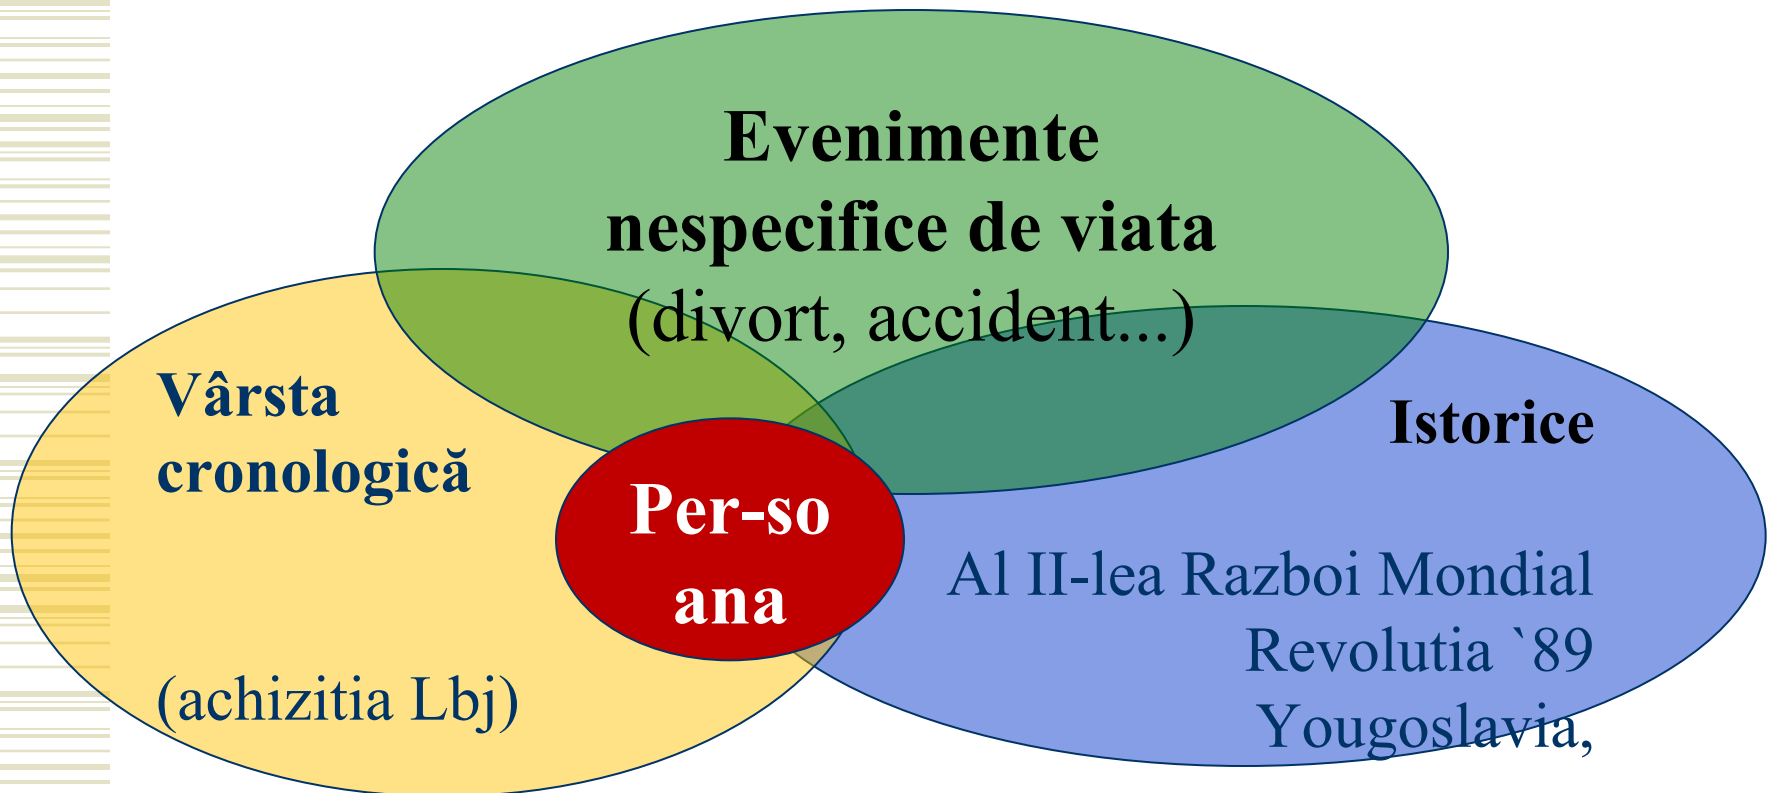 Evenimente
nespecifice de viata
(divort, accident...)
Vârsta
cronologică
(achizitia Lbj)
Per-so
ana
Istorice
Al II-lea Razboi Mondial
Revolutia `89
Yougoslavia,